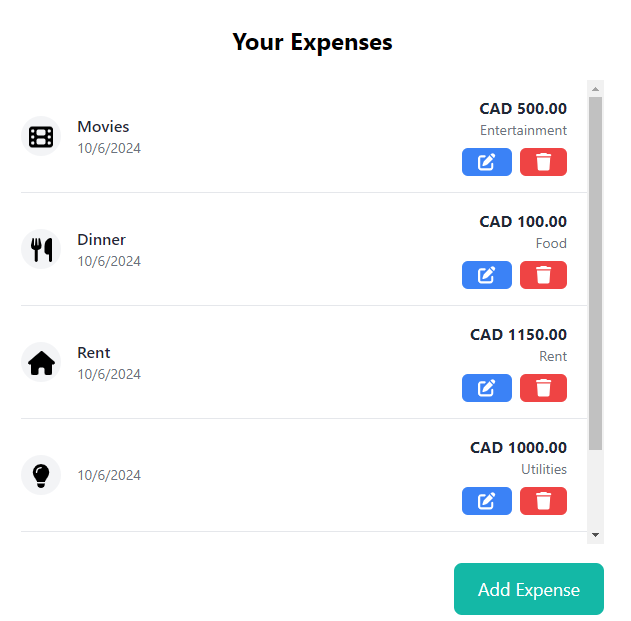 Your Expenses
Movies
10/6/2024
CAD 500.00
Entertainment
Dinner
10/6/2024
CAD 100.00
Food
Rent
10/6/2024
CAD 1150.00
Rent
10/6/2024
CAD 1000.00
Utilities
Add Expense